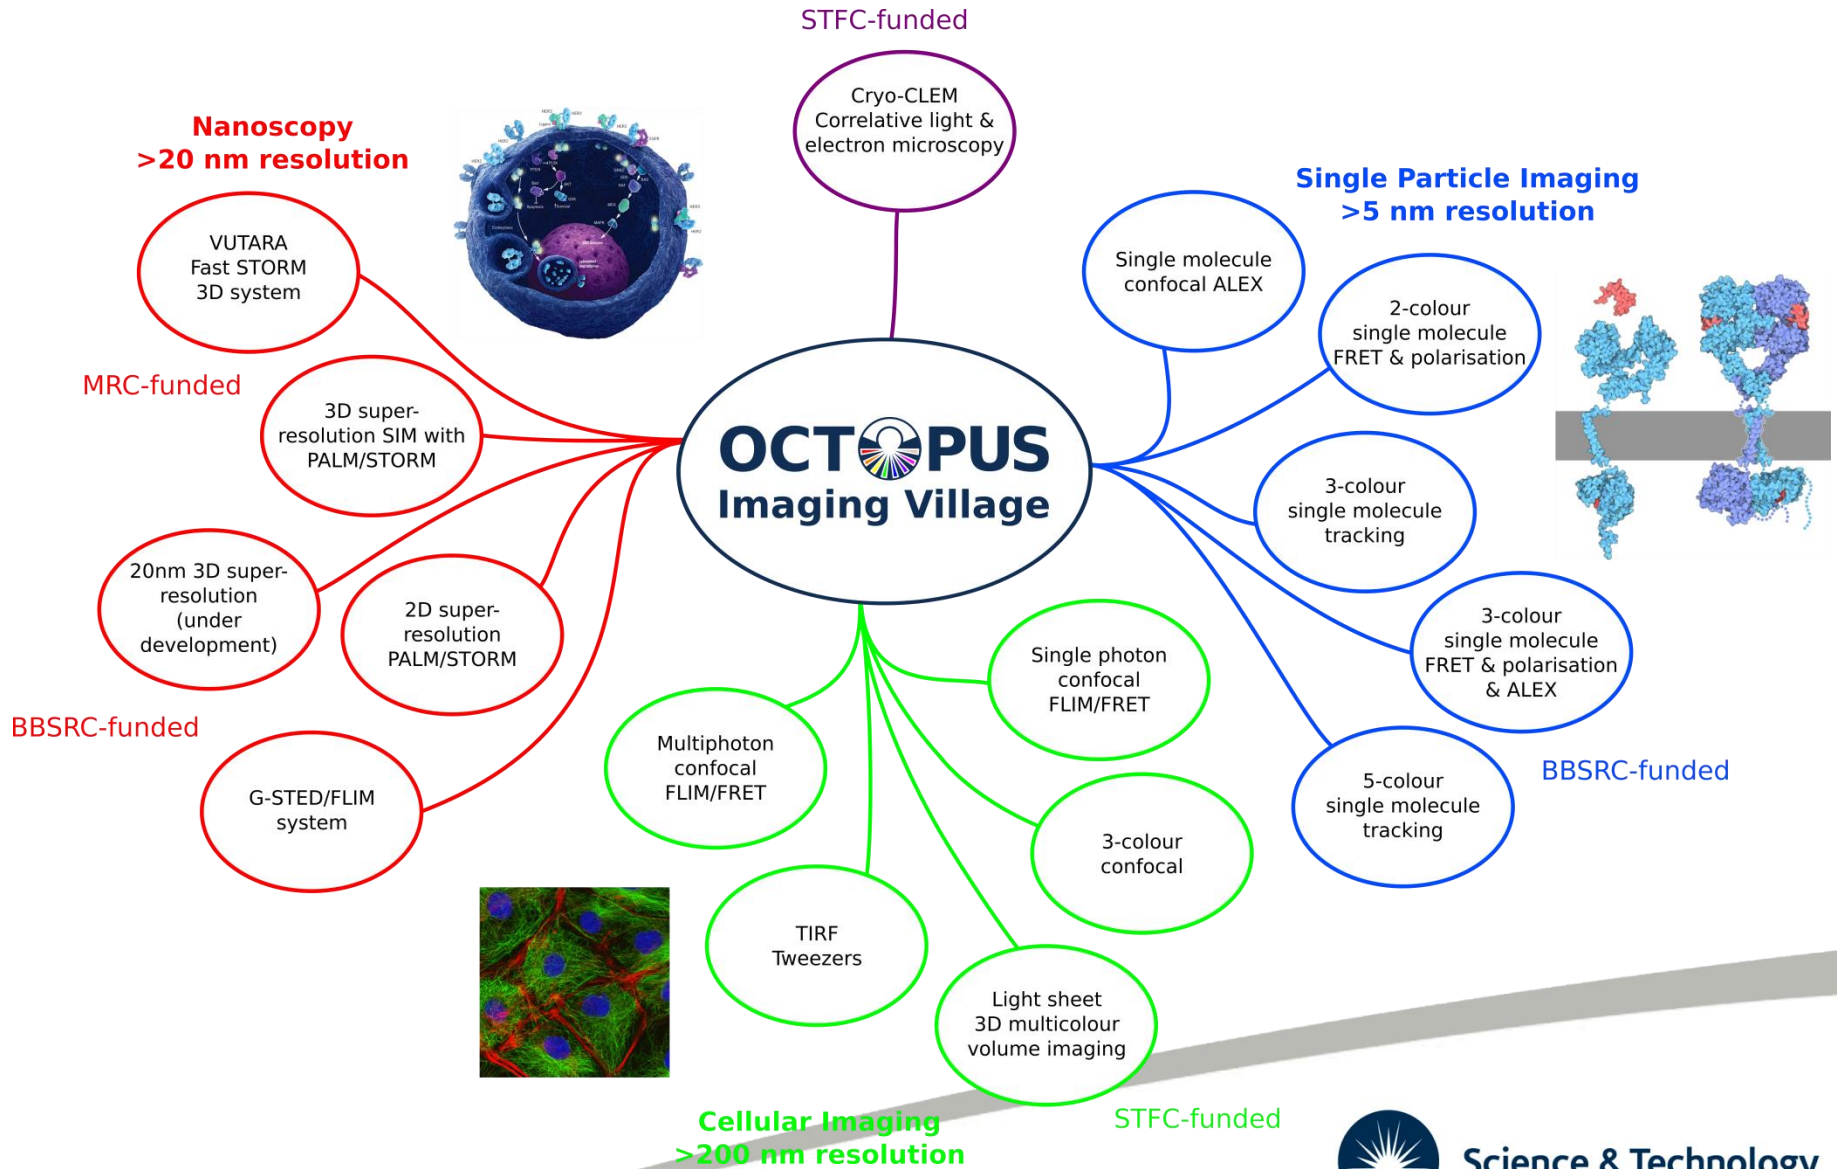 STFC-funded
Cryo-CLEM
Correlative light &
electron microscopy
Nanoscopy
>20 nm resolution
VUTARA
Fast STORM
3D system
MRC-funded
3D super-
resolution SIM with
PALM/STORM
20nm 3D super-
resolution
(under
development)
2D super-
resolution
PALM/STORM
BBSRC-funded
G-STED/FLIM
system
OCTOPUS
Imaging Village
Single Particle Imaging
>5 nm resolution
Single molecule
confocal ALEX
2-colour
single molecule
FRET & polarisation
3-colour
single molecule
tracking
3-colour
single molecule
FRET & polarisation
& ALEX
5-colour
single molecule
tracking
BBSRC-funded
Single photon
confocal
FLIM/FRET
Multiphoton
confocal
FLIM/FRET
3-colour
confocal
TIRF
Tweezers
Light sheet
3D multicolour
volume imaging
Cellular Imaging
>200 nm resolution
STFC-funded
Science & Technology